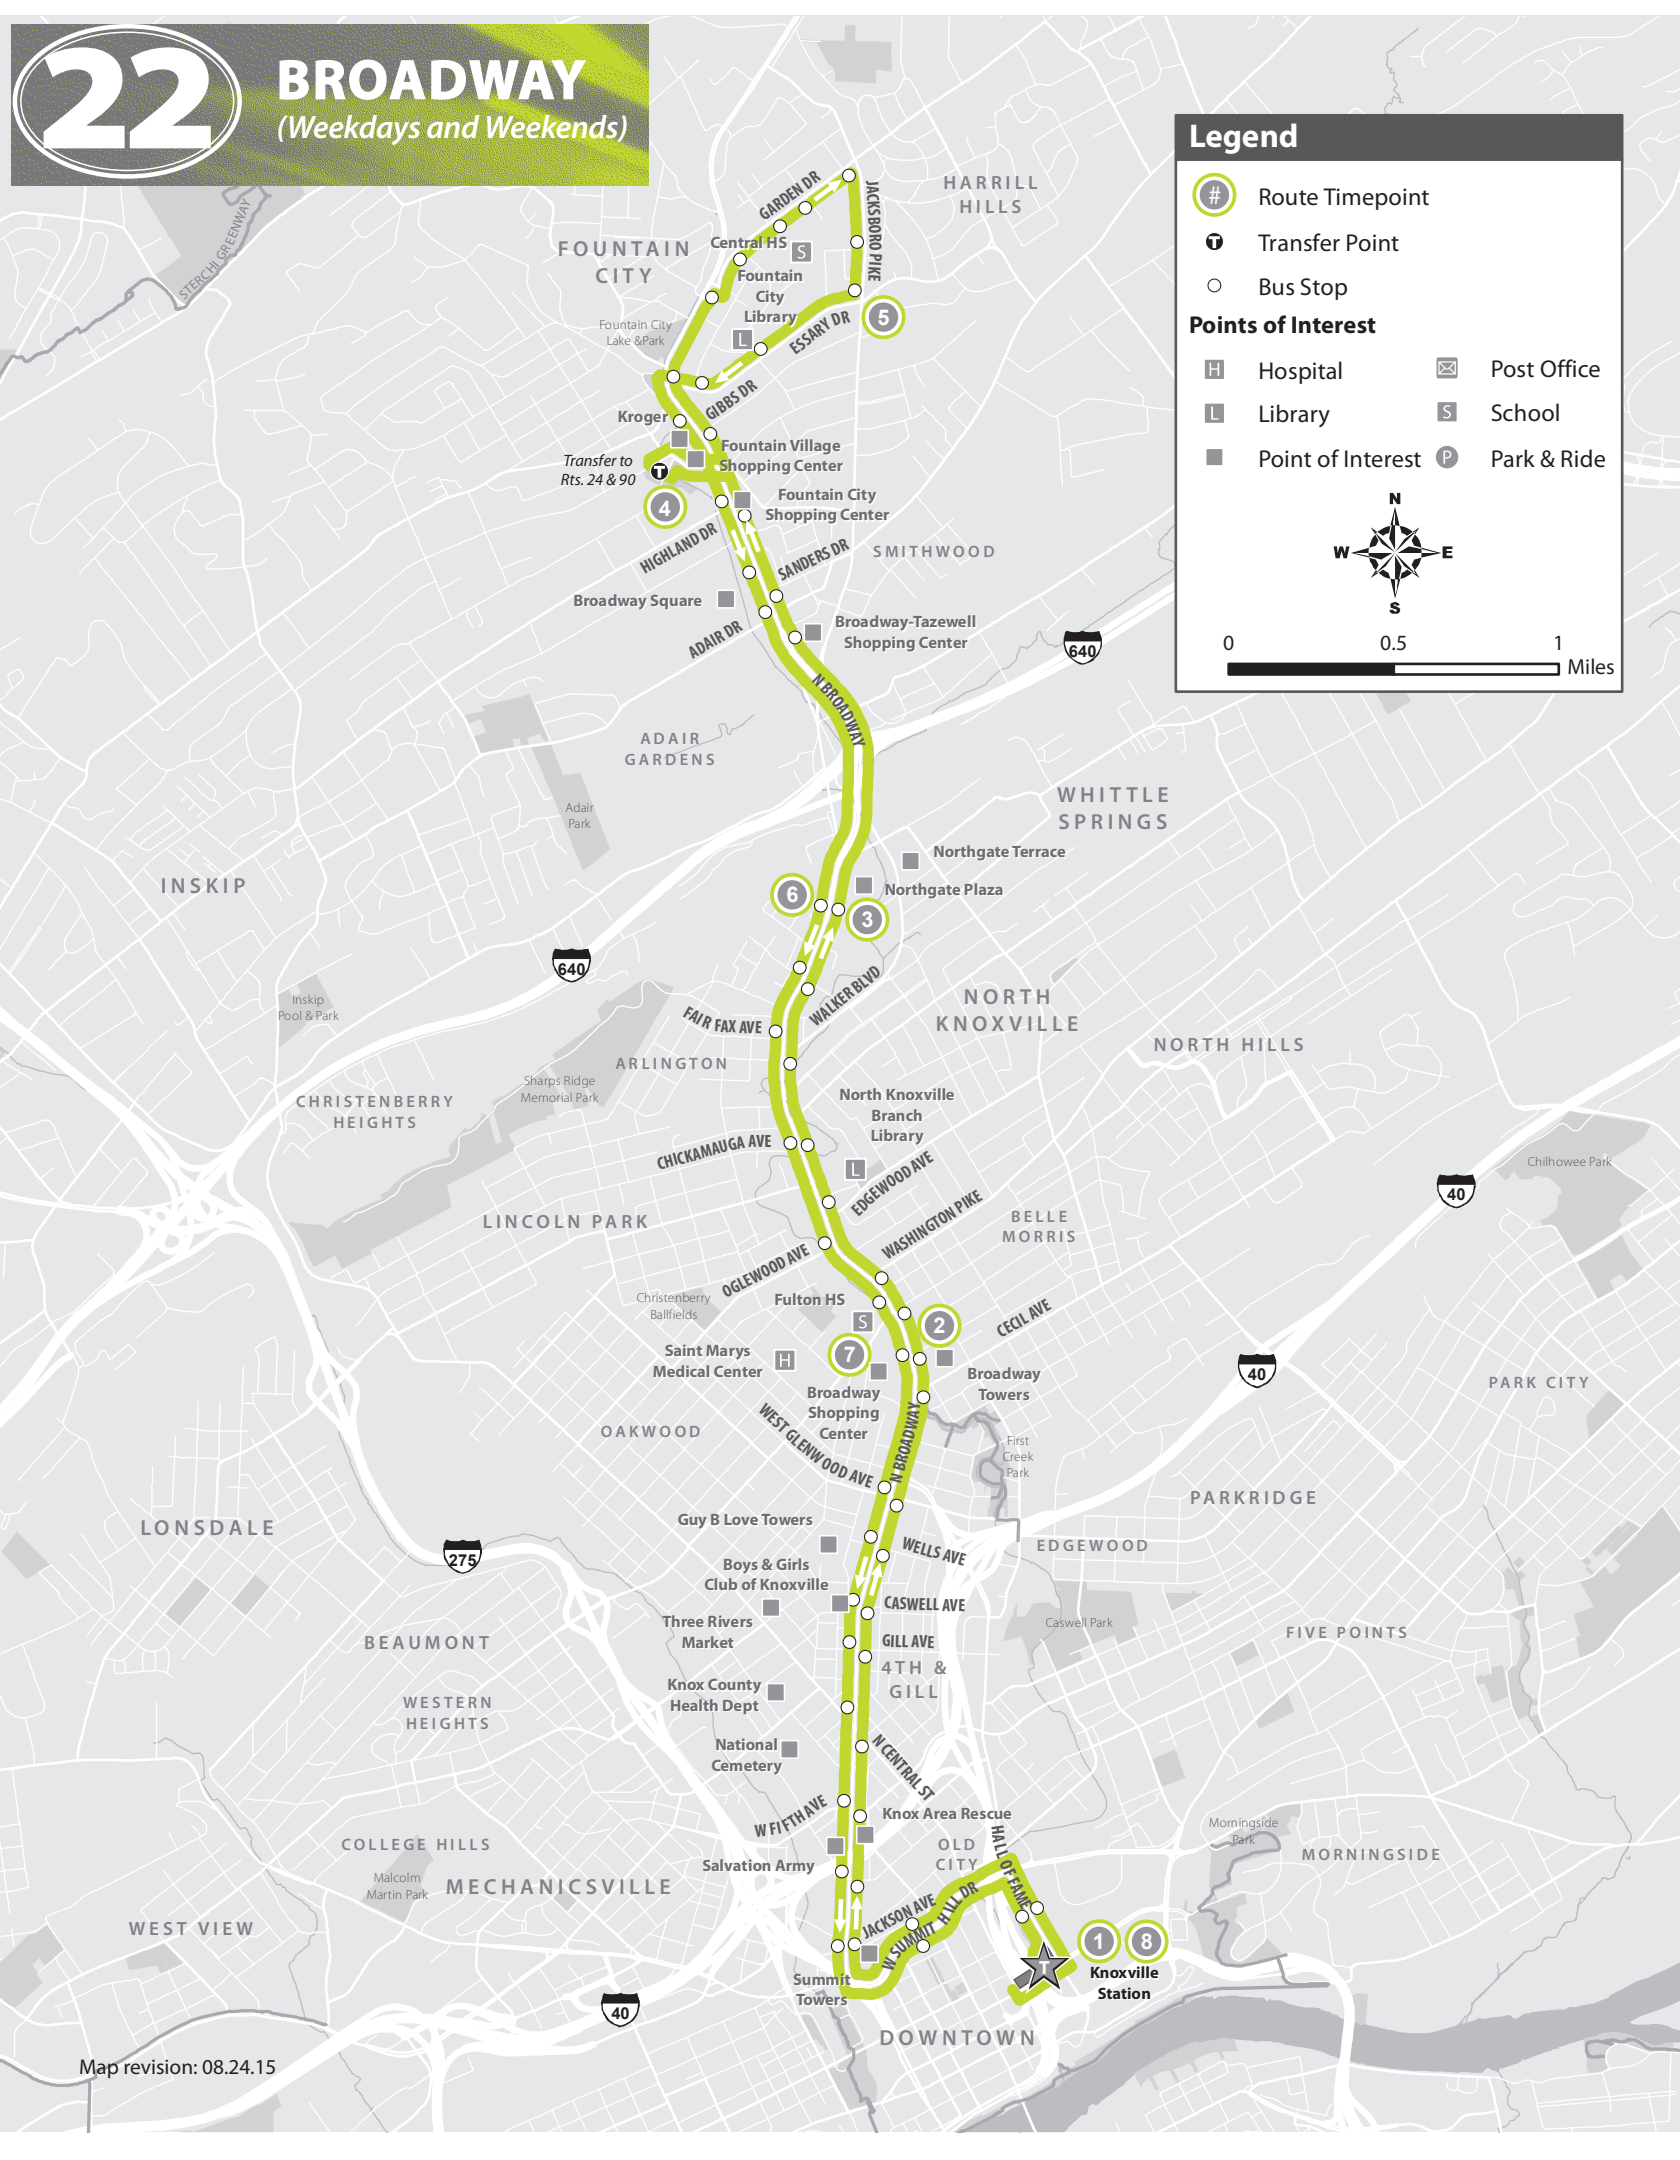 22
BROADWAY
(Weekdays and Weekends)
Legend
# Route Timepoint
T Transfer Point
Bus Stop
Points of Interest
H Hospital
Post Office
L Library
S School
Point of Interest
P Park & Ride
N
W E
S
0 0.5 1
Miles
STERCHI GREENWAY
GARDEN DR
JACKSBORO PIKE
HARRILL
HILLS
FOUNTAIN
CITY
Central HS
S
Fountain
City
Library
L
ESSARY DR
5
Fountain City
Lake &Park
GIBBS DR
Kroger
Fountain Village
Shopping Center
Transfer to
Rts. 24 & 90
T
4
Fountain City
Shopping Center
HIGHLAND DR
SANDERS DR
SMITHWOOD
Broadway Square
ADAIR DR
Broadway-Tazewell
Shopping Center
640
N BROADWAY
ADAIR
GARDENS
Adair
Park
WHITTLE
SPRINGS
Northgate Terrace
Northgate Plaza
INSKIP
6
3
640
Inskip
Pool & Park
WALKER BLVD
FAIR FAX AVE
NORTH
KNOXVILLE
NORTH HILLS
ARLINGTON
Sharps Ridge
Memorial Park
CHRISTENBERRY
HEIGHTS
North Knoxville
Branch
Library
L
CHICKAMAUGA AVE
EDGEWOOD AVE
Chilhowee Park
40
WASHINGTON PIKE
LINCOLN PARK
BELLE
MORRIS
OGLEWOOD AVE
Christenberry
Ballfields
Fulton HS
S
2
CECIL AVE
Saint Marys
Medical Center
H
7
Broadway
Towers
Broadway
Shopping
Center
40
PARK CITY
WEST GLENWOOD AVE
N BROADWAY
OAKWOOD
First
Creek
Park
PARKRIDGE
LONSDALE
Guy B Love Towers
WELLS AVE
EDGEWOOD
275
Boys & Girls
Club of Knoxville
CASWELL AVE
Three Rivers
Market
Caswell Park
GILL AVE
FIVE POINTS
BEAUMONT
4TH &
GILL
Knox County
Health Dept
WESTERN
HEIGHTS
National
Cemetery
N CENTRAL ST
W FIFTH AVE
Knox Area Rescue
HALL OF FAME
Morningside
Park
COLLEGE HILLS
OLD
CITY
MORNINGSIDE
Salvation Army
Malcolm
Martin Park
MECHANICSVILLE
JACKSON AVE
W SUMMIT HILL DR
WEST VIEW
1
8
T
Knoxville
Station
Summit
Towers
40
DOWNTOWN
Map revision: 08.24.15